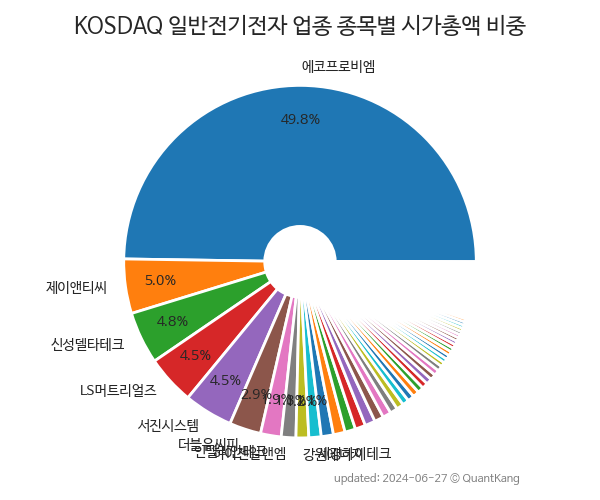 KOSDAQ 일반전기전자 업종 종목별 시가총액 비중
에코프로비엠
49.8%
제이앤티씨
5.0%
신성델타테크
4.8%
LS머트리얼즈
4.5%
서진시스템
4.5%
더블유씨피
2.9%
updated: 2024-06-27 © QuantKang